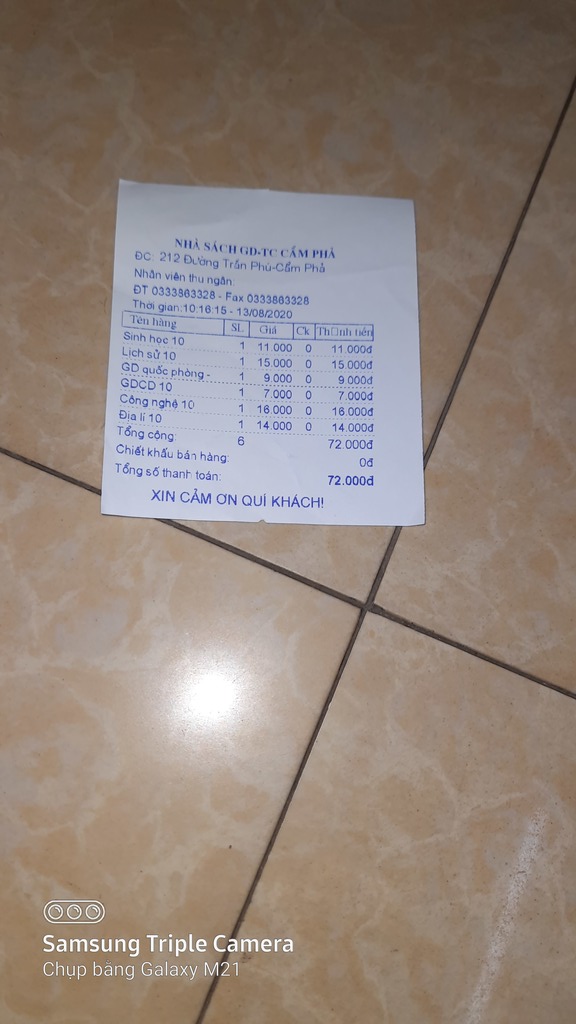 NHÀ SÁCH GD-TC CẨM PHẢ
ĐC: 212 Đường Trần Phú-Cẩm Phả
Nhân viên thu ngân:
ĐT 0333863328 - Fax 0333863328
Thời gian:10:16:15 - 13/08/2020
Tên hàng SL Giá Ck Th□nh tiền
Sinh học 10 1 11.000 0 11.000đ
Lịch sử 10 1 15.000 0 15.000đ
GD quốc phòng - 1 9.000 0 9.000đ
GDCD 10 1 7.000 0 7.000đ
Công nghệ 10 1 16.000 0 16.000đ
Địa lí 10 1 14.000 0 14.000đ
Tổng cộng: 6 72.000đ
Chiết khấu bán hàng: 0đ
Tổng số thanh toán: 72.000đ
XIN CẢM ƠN QUÍ KHÁCH!
Samsung Triple Camera
Chụp bằng Galaxy M21